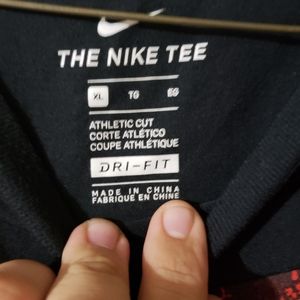 THE NIKE TEE
XL TG EG
ATHLETIC CUT
CORTE ATLÉTICO
COUPE ATHLÉTIQUE
DRI-FIT
MADE IN CHINA
FABRIQUÉ EN CHINE